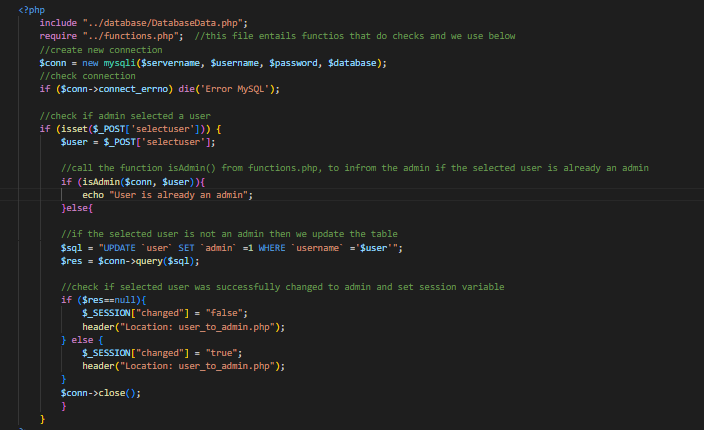 <?php
include "../database/DatabaseData.php";
require "../functions.php"; //this file entails functios that do checks and we use below
//create new connection
$conn = new mysqli($servername, $username, $password, $database);
//check connection
if ($conn->connect_errno) die('Error MySQL');
//check if admin selected a user
if (isset($_POST['selectuser'])) {
$user = $_POST['selectuser'];
//call the function isAdmin() from functions.php, to infrom the admin if the selected user is already an admin
if (isAdmin($conn, $user)){
echo "User is already an admin";
}else{
//if the selected user is not an admin then we update the table
$sql = "UPDATE `user` SET `admin` =1 WHERE `username` ='$user'";
$res = $conn->query($sql);
//check if selected user was successfully changed to admin and set session variable
if ($res==null){
$_SESSION["changed"] = "false";
header("Location: user_to_admin.php");
} else {
$_SESSION["changed"] = "true";
header("Location: user_to_admin.php");
}
$conn->close();
}
}